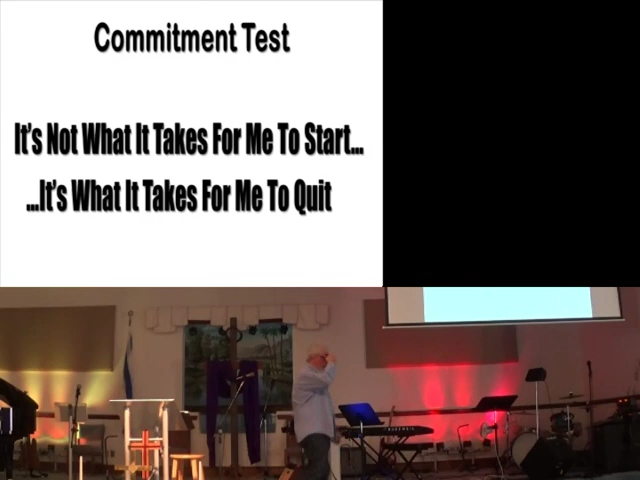 Commitment Test
It's Not What It Takes For Me To Start...
...It's What It Takes For Me To Quit